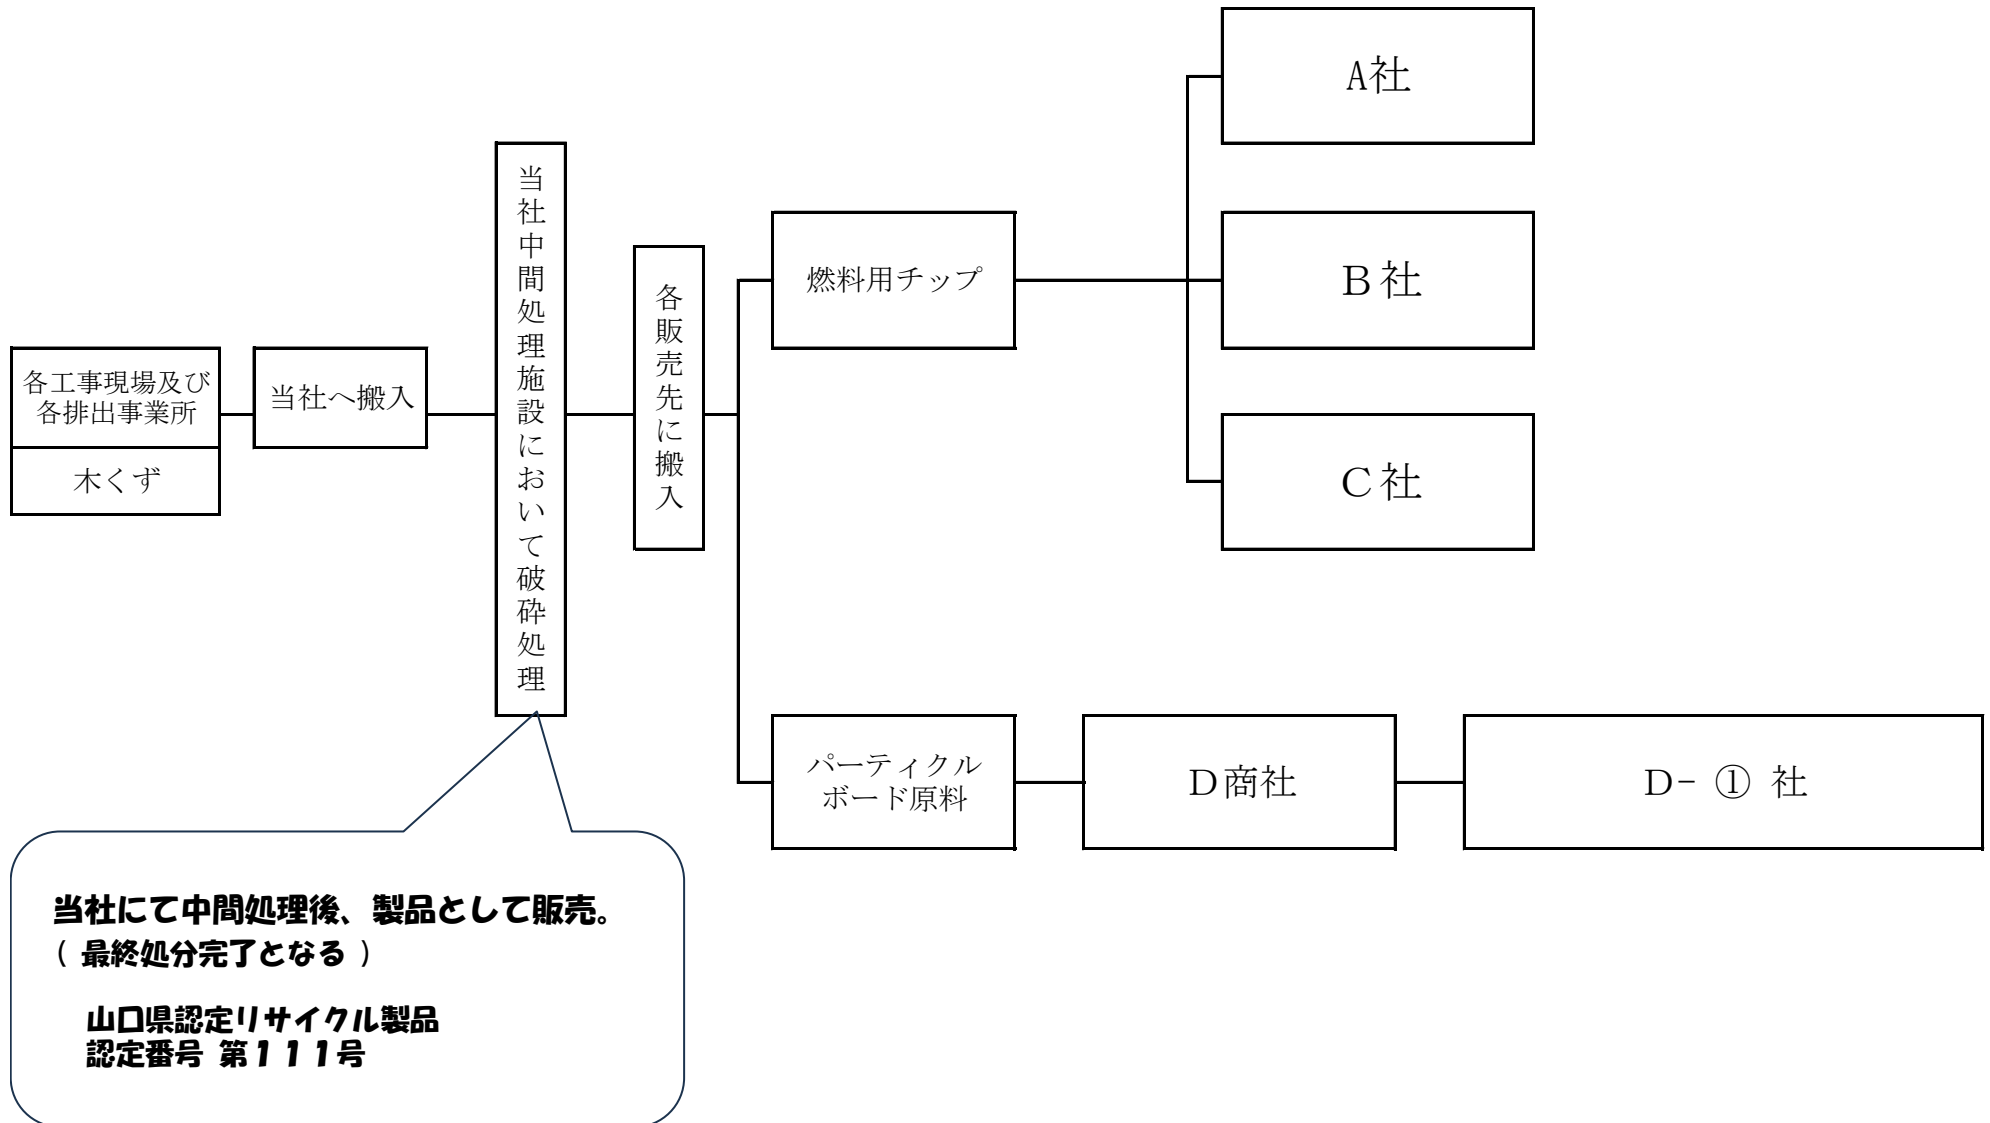 各工事現場及び
各排出事業所
木くず
当社へ搬入
当社中間処理施設において破砕処理
各販売先に搬入
燃料用チップ
A社
B社
C社
パーティクル
ボード原料
D商社
D-① 社
当社にて中間処理後、製品として販売。
( 最終処分完了となる )
山口県認定リサイクル製品
認定番号 第111号